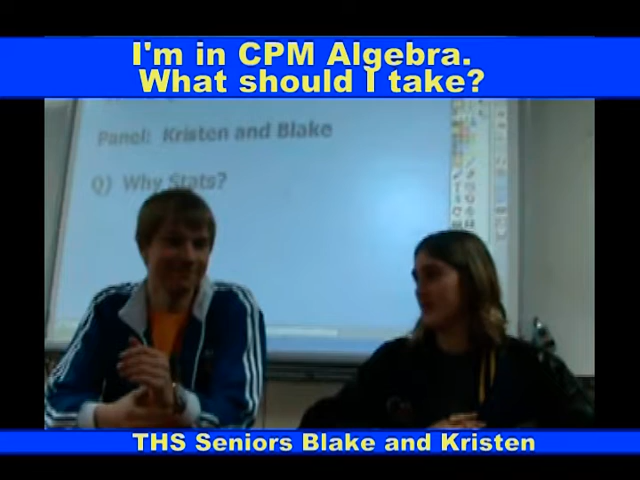 I'm in CPM Algebra.
What should I take?
Panel: Kristen and Blake
Q) Why Stats?
THS Seniors Blake and Kristen